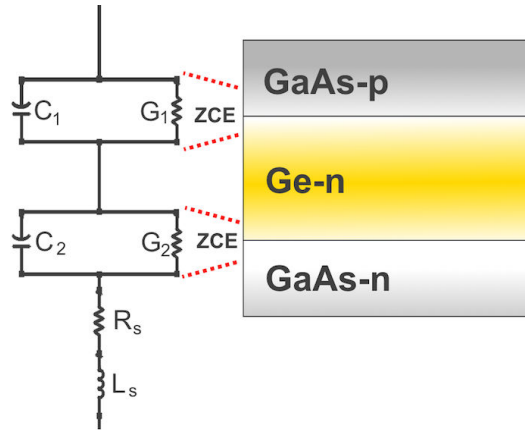 GaAs-p
C1
G1
ZCE
Ge-n
C2
G2
ZCE
GaAs-n
Rs
Ls